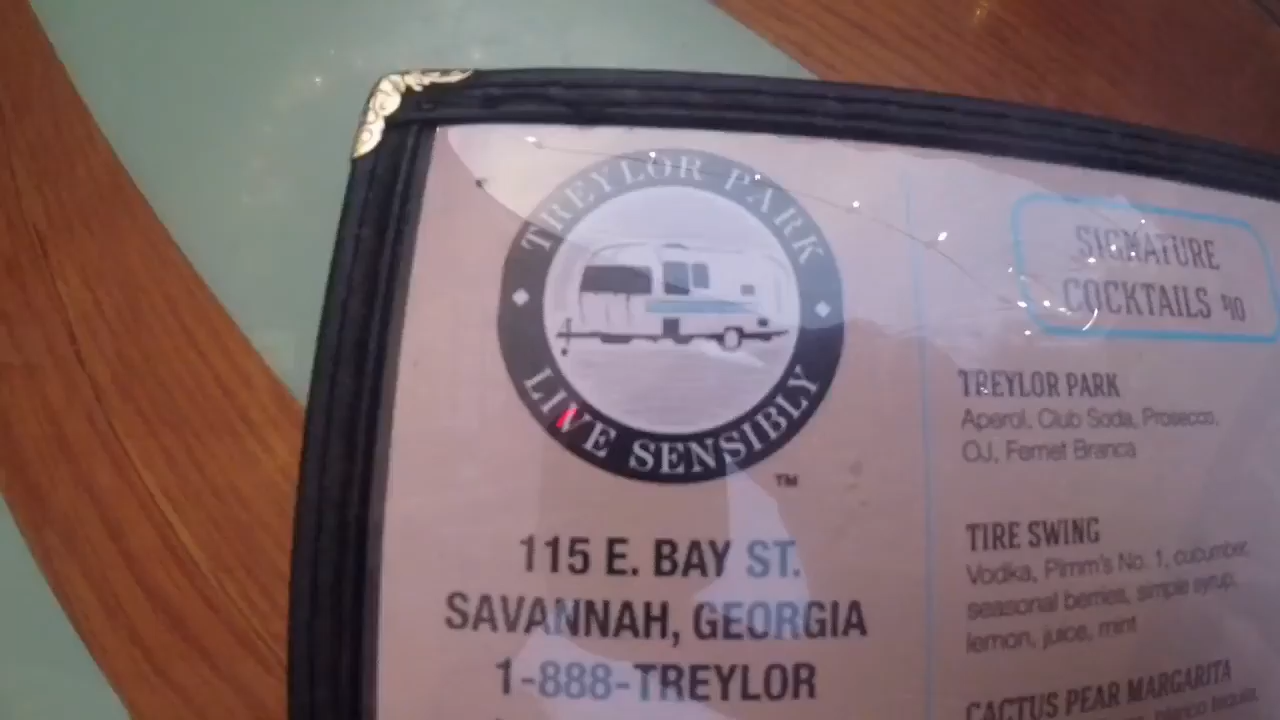 TREYLOR PARK
LIVE SENSIBLY
TM
115 E. BAY ST.
SAVANNAH, GEORGIA
1-888-TREYLOR
SIGNATURE
COCKTAILS $10
TREYLOR PARK
Aperol, Club Soda, Prosecco,
OJ, Fernet Branca
TIRE SWING
Vodka, Pimm's No. 1, cucumber,
seasonal berries, simple syrup,
lemon, juice, mint
CACTUS PEAR MARGARITA
blanco tequila,